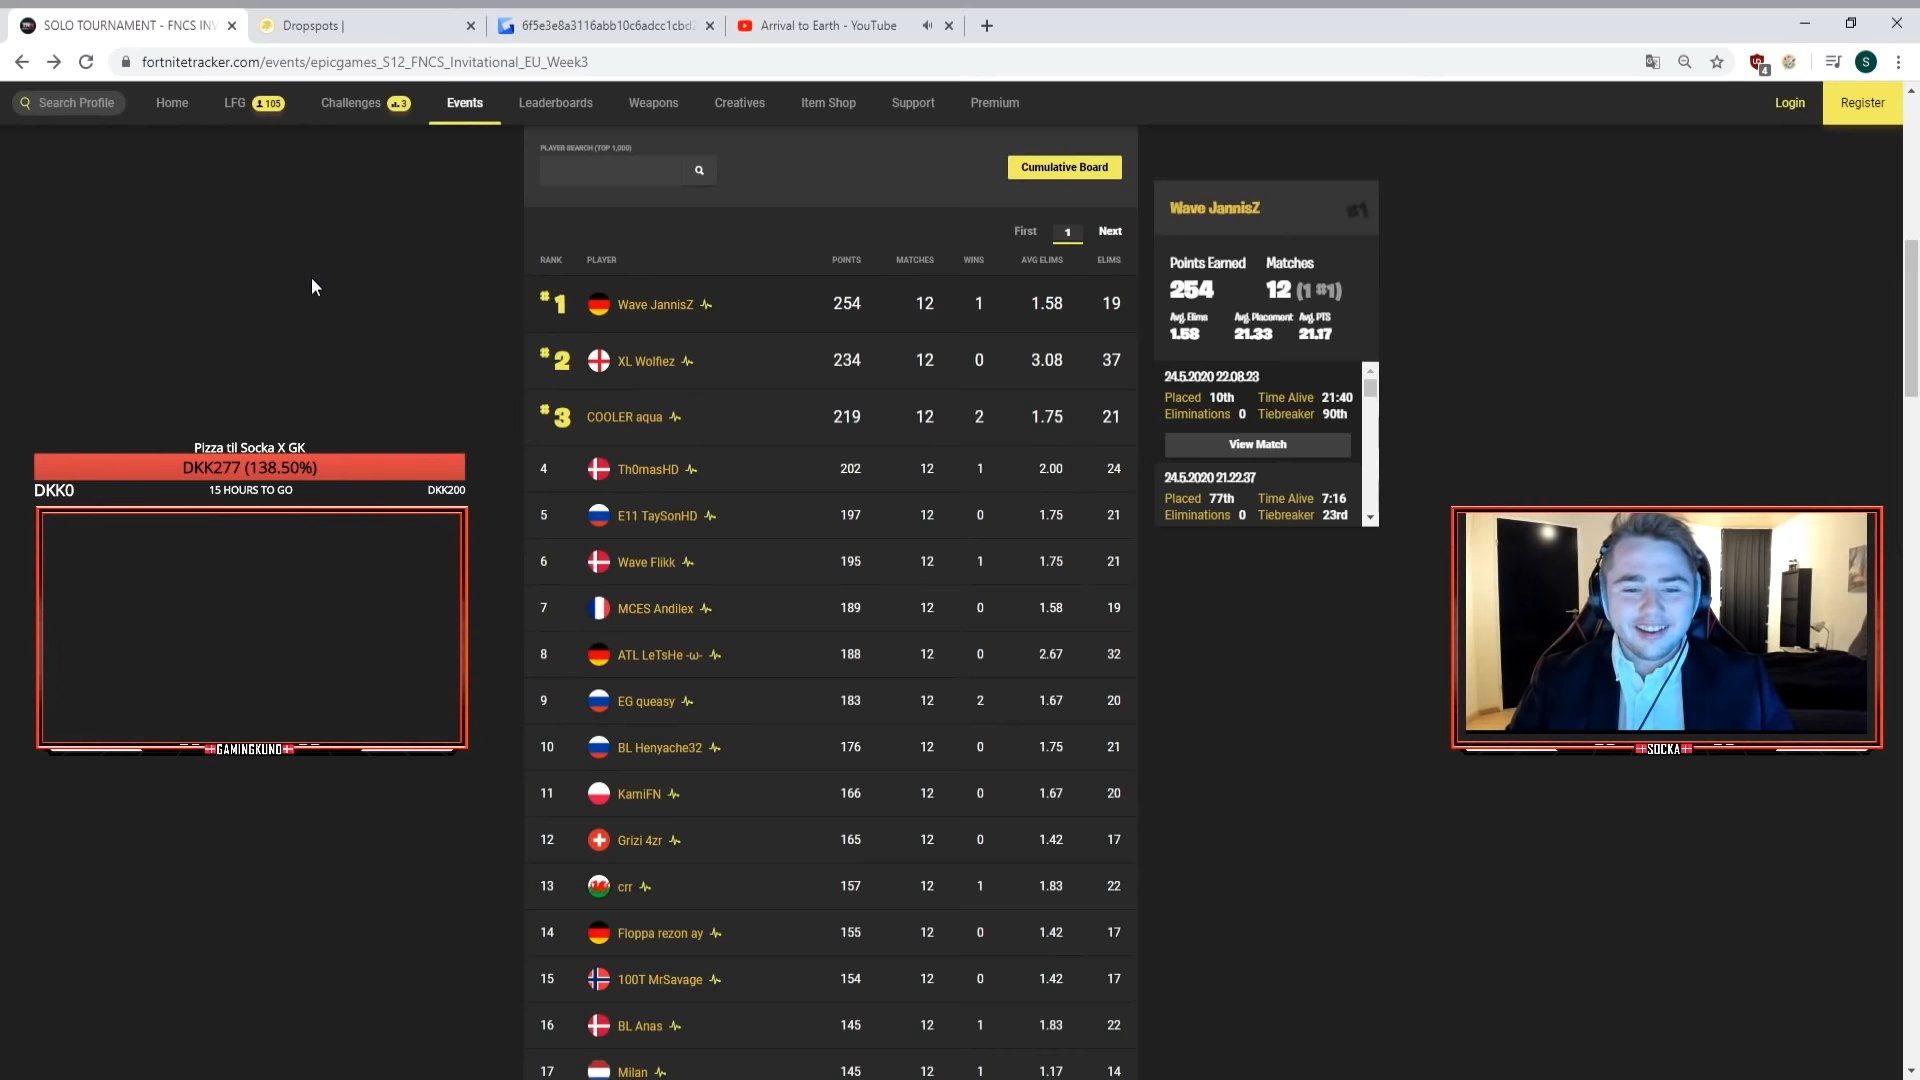 SOLO TOURNAMENT - FNCS INV
Dropspots |
6f5e3e8a3116abb10c6adcc1cbd2
Arrival to Earth - YouTube
fortnitetracker.com/events/epicgames_S12_FNCS_Invitational_EU_Week3
4
S
Search Profile
Home
LFG 105
Challenges 3
Events
Leaderboards
Weapons
Creatives
Item Shop
Support
Premium
Login
Register
PLAYER SEARCH (TOP 1,000)
Cumulative Board
First 1 Next
RANK PLAYER POINTS MATCHES WINS AVG ELIMS ELIMS
#1 Wave JannisZ 254 12 1 1.58 19
#2 XL Wolfiez 234 12 0 3.08 37
#3 COOLER aqua 219 12 2 1.75 21
4 Th0masHD 202 12 1 2.00 24
5 E11 TaySonHD 197 12 0 1.75 21
6 Wave Flikk 195 12 1 1.75 21
7 MCES Andilex 189 12 0 1.58 19
8 ATL LeTsHe -ω- 188 12 0 2.67 32
9 EG queasy 183 12 2 1.67 20
10 BL Henyache32 176 12 0 1.75 21
11 KamiFN 166 12 0 1.67 20
12 Grizi 4zr 165 12 0 1.42 17
13 crr 157 12 1 1.83 22
14 Floppa rezon ay 155 12 0 1.42 17
15 100T MrSavage 154 12 0 1.42 17
16 BL Anas 145 12 1 1.83 22
17 Milan 145 12 1 1.17 14
Wave JannisZ #1
Points Earned Matches
254 12 (1 #1)
Avg. Elims Avg. Placement Avg. PTS
1.58 21.33 21.17
24.5.2020 22.08.23
Placed 10th Time Alive 21:40
Eliminations 0 Tiebreaker 90th
View Match
24.5.2020 21.22.37
Placed 77th Time Alive 7:16
Eliminations 0 Tiebreaker 23rd
Pizza til Socka X GK
DKK277 (138.50%)
DKK0 15 HOURS TO GO DKK200
GAMINGKUNO
SOCKA